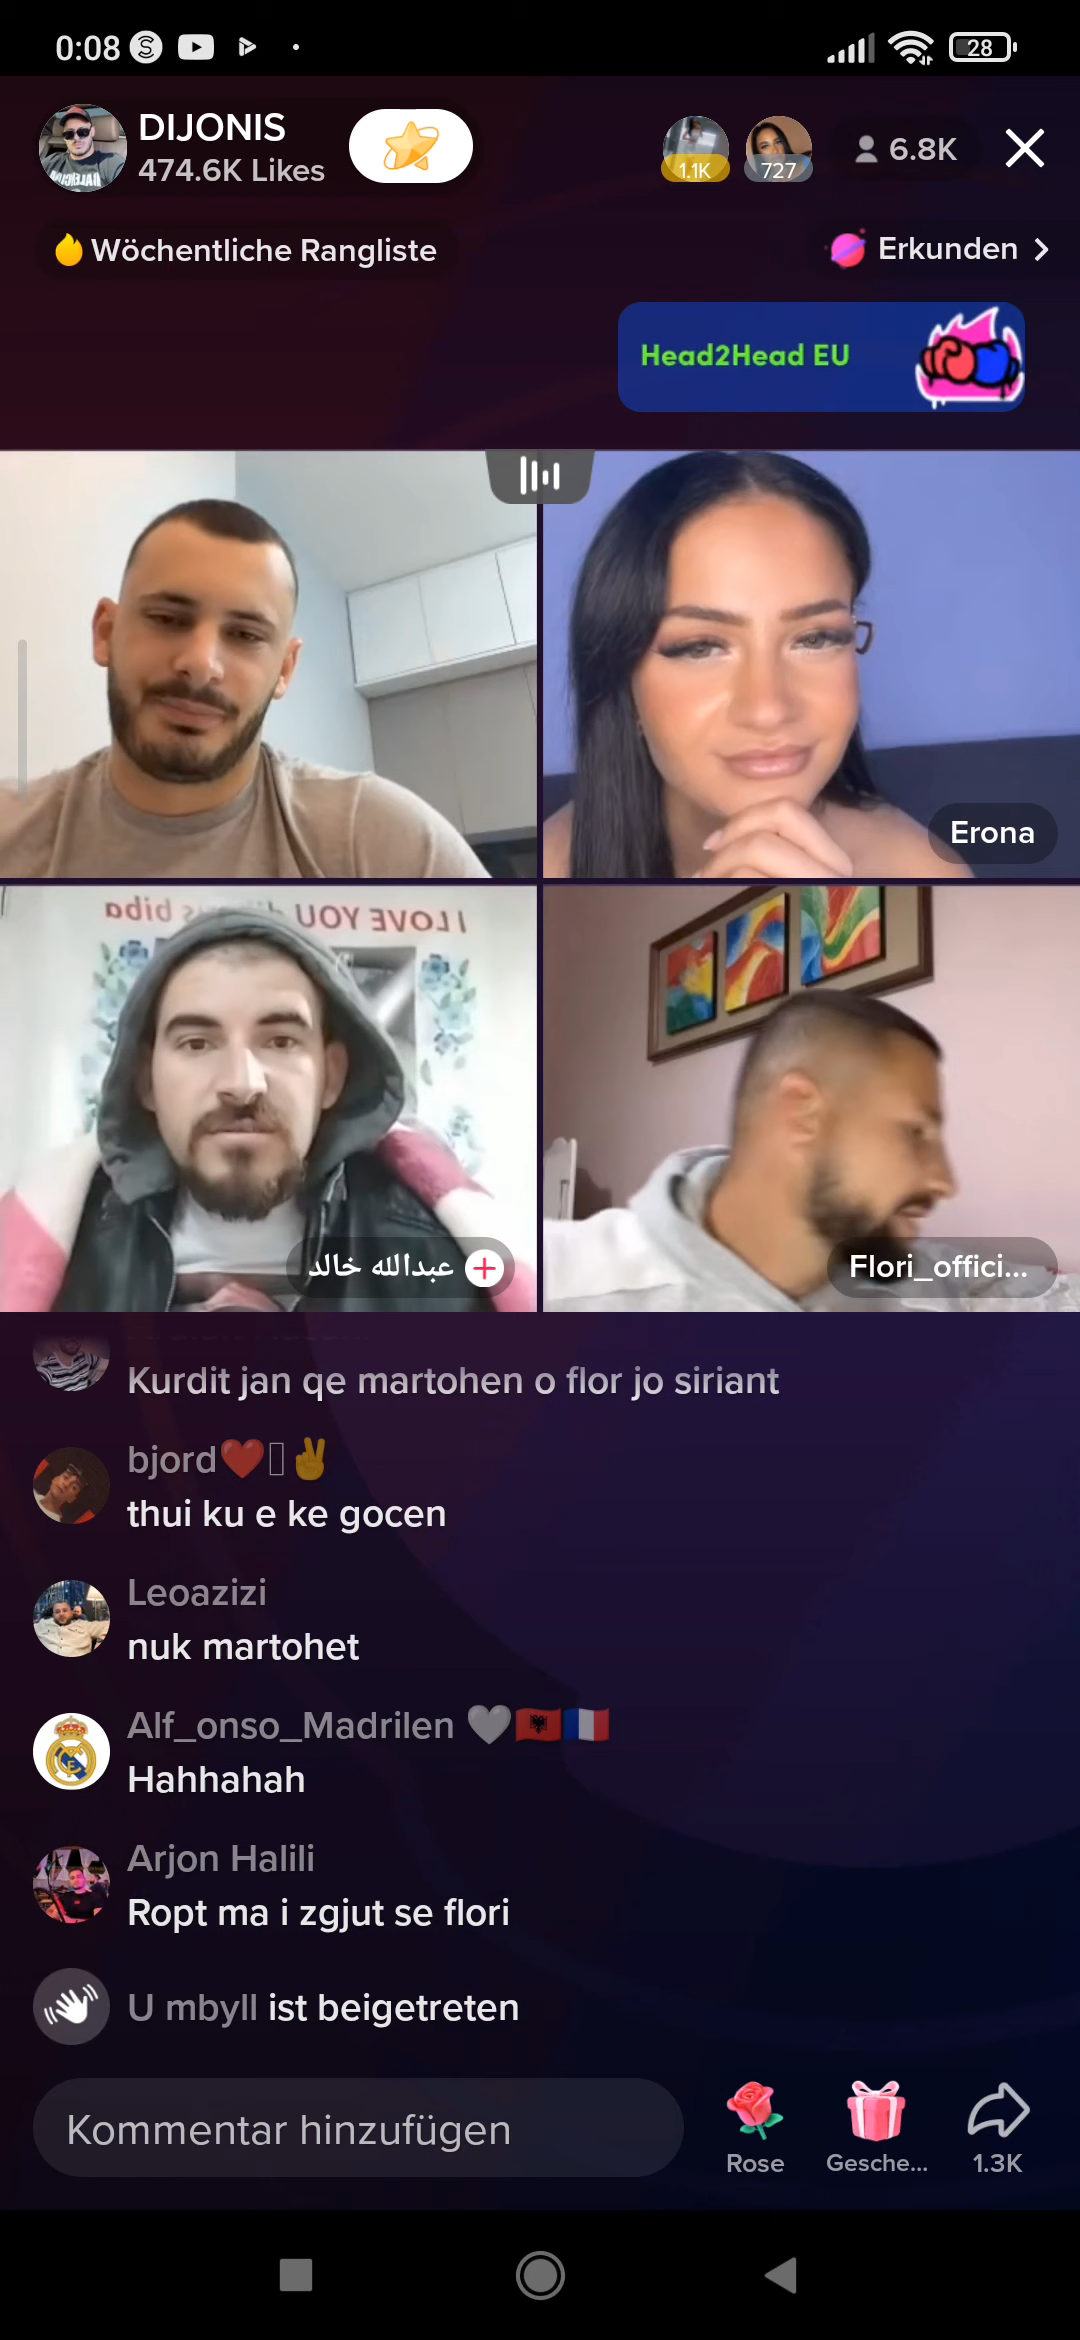 0:08
28
DIJONIS
474.6K Likes
1.1K
727
6.8K
Wöchentliche Rangliste
Erkunden
Head2Head EU
Erona
I LOVE YOU
biba
عبدالله خالد
Flori_offici...
Kurdit jan qe martohen o flor jo siriant
bjord❤️▯✌️
thui ku e ke gocen
Leoazizi
nuk martohet
Alf_onso_Madrilen 🤍🇦🇱🇫🇷
Hahhahah
Arjon Halili
Ropt ma i zgjut se flori
U mbyll ist beigetreten
Kommentar hinzufügen
Rose
Gesche...
1.3K